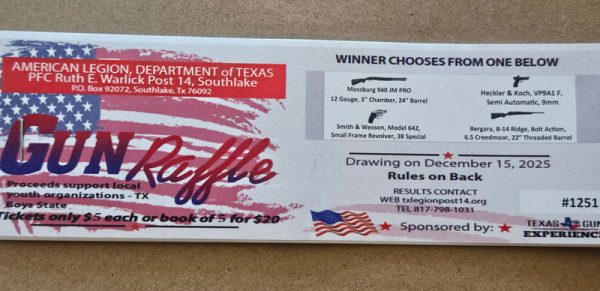 AMERICAN LEGION, DEPARTMENT of TEXAS
PFC Ruth E. Warlick Post 14, Southlake
P.O. Box 92072, Southlake, Tx 76092
GUN Raffle
Proceeds support local
youth organizations - TX
Boys State
Tickets only $5 each or book of 5 for $20
WINNER CHOOSES FROM ONE BELOW
Mossburg 940 JM PRO
12 Gauge, 3" Chamber, 24" Barrel
Heckler & Koch, VP9A1 F,
Semi Automatic, 9mm
Smith & Wesson, Model 642,
Small Frame Revolver, 38 Special
Bergara, B-14 Ridge, Bolt Action,
6.5 Creedmoor, 22" Threaded Barrel
Drawing on December 15, 2025
Rules on Back
RESULTS CONTACT
WEB txlegionpost14.org
TEL 817-798-1031
#1251
Sponsored by:
TEXAS GUN
EXPERIENCE